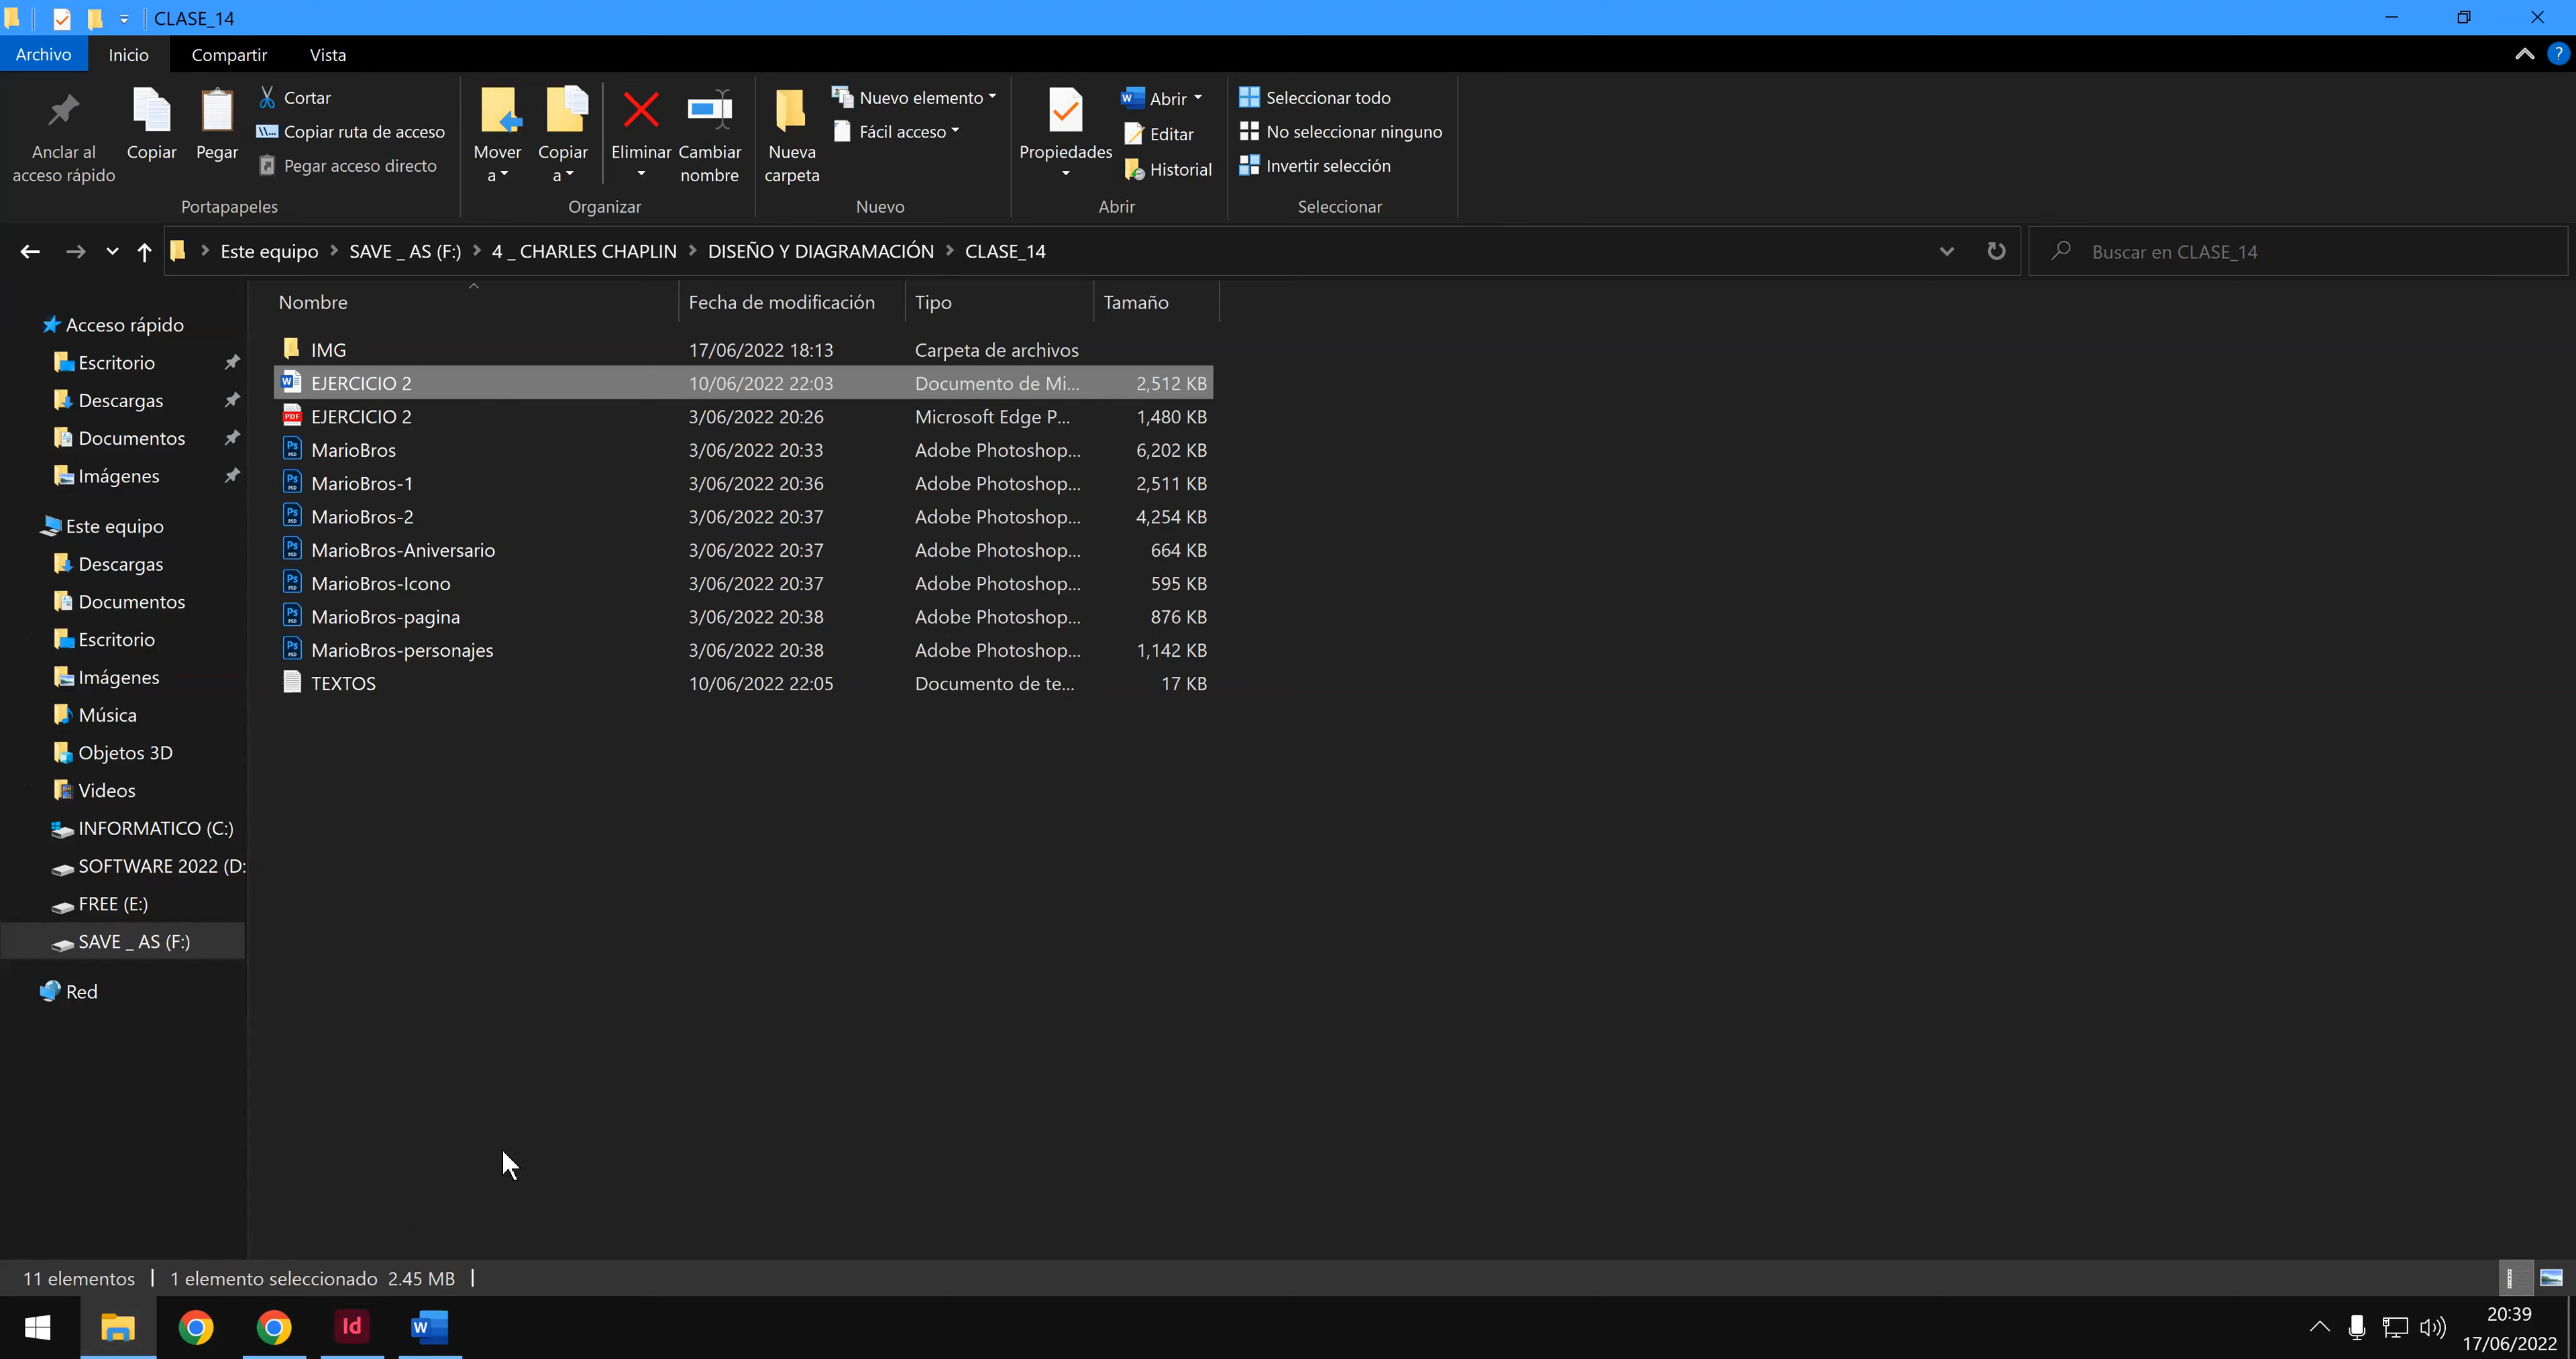 CLASE_14
Archivo Inicio Compartir Vista
Anclar al acceso rápido
Copiar
Pegar
Cortar
Copiar ruta de acceso
Pegar acceso directo
Portapapeles
Mover a
Copiar a
Eliminar
Cambiar nombre
Organizar
Nueva carpeta
Nuevo elemento
Fácil acceso
Nuevo
Propiedades
Abrir
Editar
Historial
Abrir
Seleccionar todo
No seleccionar ninguno
Invertir selección
Seleccionar
Este equipo > SAVE _ AS (F:) > 4 _ CHARLES CHAPLIN > DISEÑO Y DIAGRAMACIÓN > CLASE_14
Buscar en CLASE_14
Acceso rápido
Escritorio
Descargas
Documentos
Imágenes
Este equipo
Descargas
Documentos
Escritorio
Imágenes
Música
Objetos 3D
Videos
INFORMATICO (C:)
SOFTWARE 2022 (D:
FREE (E:)
SAVE _ AS (F:)
Red
Nombre Fecha de modificación Tipo Tamaño
IMG 17/06/2022 18:13 Carpeta de archivos
EJERCICIO 2 10/06/2022 22:03 Documento de Mi... 2,512 KB
EJERCICIO 2 3/06/2022 20:26 Microsoft Edge P... 1,480 KB
MarioBros 3/06/2022 20:33 Adobe Photoshop... 6,202 KB
MarioBros-1 3/06/2022 20:36 Adobe Photoshop... 2,511 KB
MarioBros-2 3/06/2022 20:37 Adobe Photoshop... 4,254 KB
MarioBros-Aniversario 3/06/2022 20:37 Adobe Photoshop... 664 KB
MarioBros-Icono 3/06/2022 20:37 Adobe Photoshop... 595 KB
MarioBros-pagina 3/06/2022 20:38 Adobe Photoshop... 876 KB
MarioBros-personajes 3/06/2022 20:38 Adobe Photoshop... 1,142 KB
TEXTOS 10/06/2022 22:05 Documento de te... 17 KB
11 elementos | 1 elemento seleccionado 2.45 MB |
20:39
17/06/2022